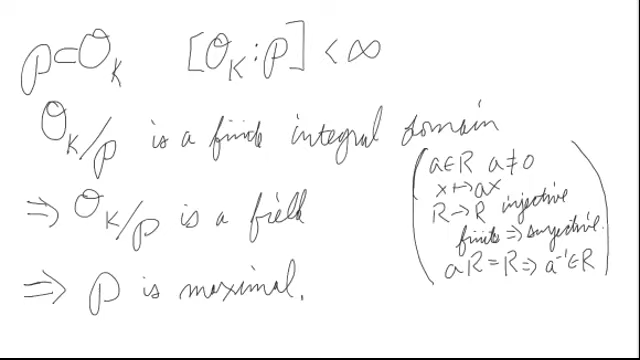 𝔭 ⊂ 𝒪_K [𝒪_K : 𝔭] < ∞
𝒪_K/𝔭 is a finite integral domain
⇒ 𝒪_K/𝔭 is a field
⇒ 𝔭 is maximal.
a ∈ R a ≠ 0
x ↦ ax
R → R injective
finite ⇒ surjective.
aR = R ⇒ a⁻¹ ∈ R